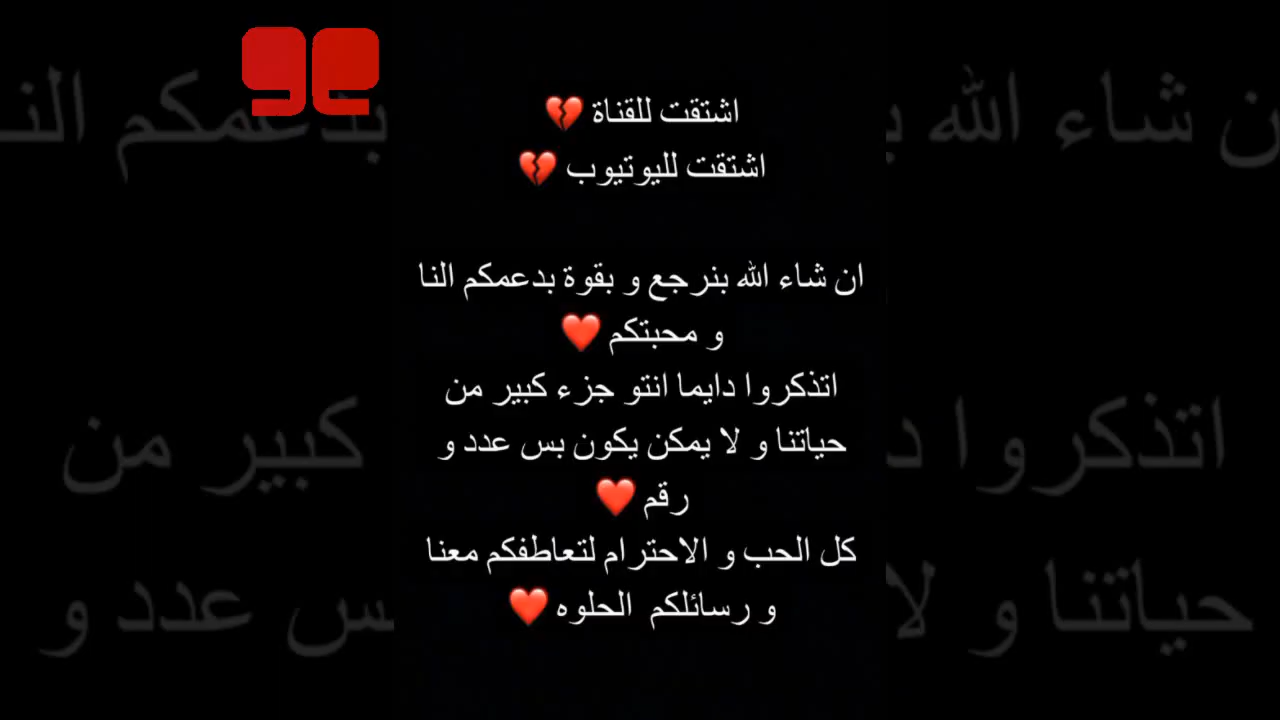 اشتقت للقناة 💔
اشتقت لليوتيوب 💔
ان شاء الله بنرجع و بقوة بدعمكم النا
و محبتكم ❤️
اتذكروا دايما انتو جزء كبير من
حياتنا و لا يمكن يكون بس عدد و
رقم ❤️
كل الحب و الاحترام لتعاطفكم معنا
و رسائلكم الحلوه ❤️